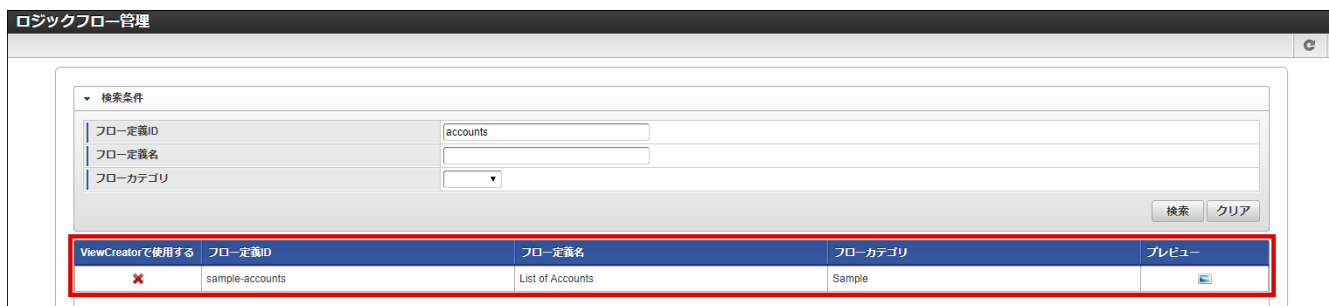 ロジックフロー管理
検索条件
フロー定義ID accounts
フロー定義名
フローカテゴリ
検索 クリア
ViewCreatorで使用する フロー定義ID フロー定義名 フローカテゴリ プレビュー
sample-accounts List of Accounts Sample